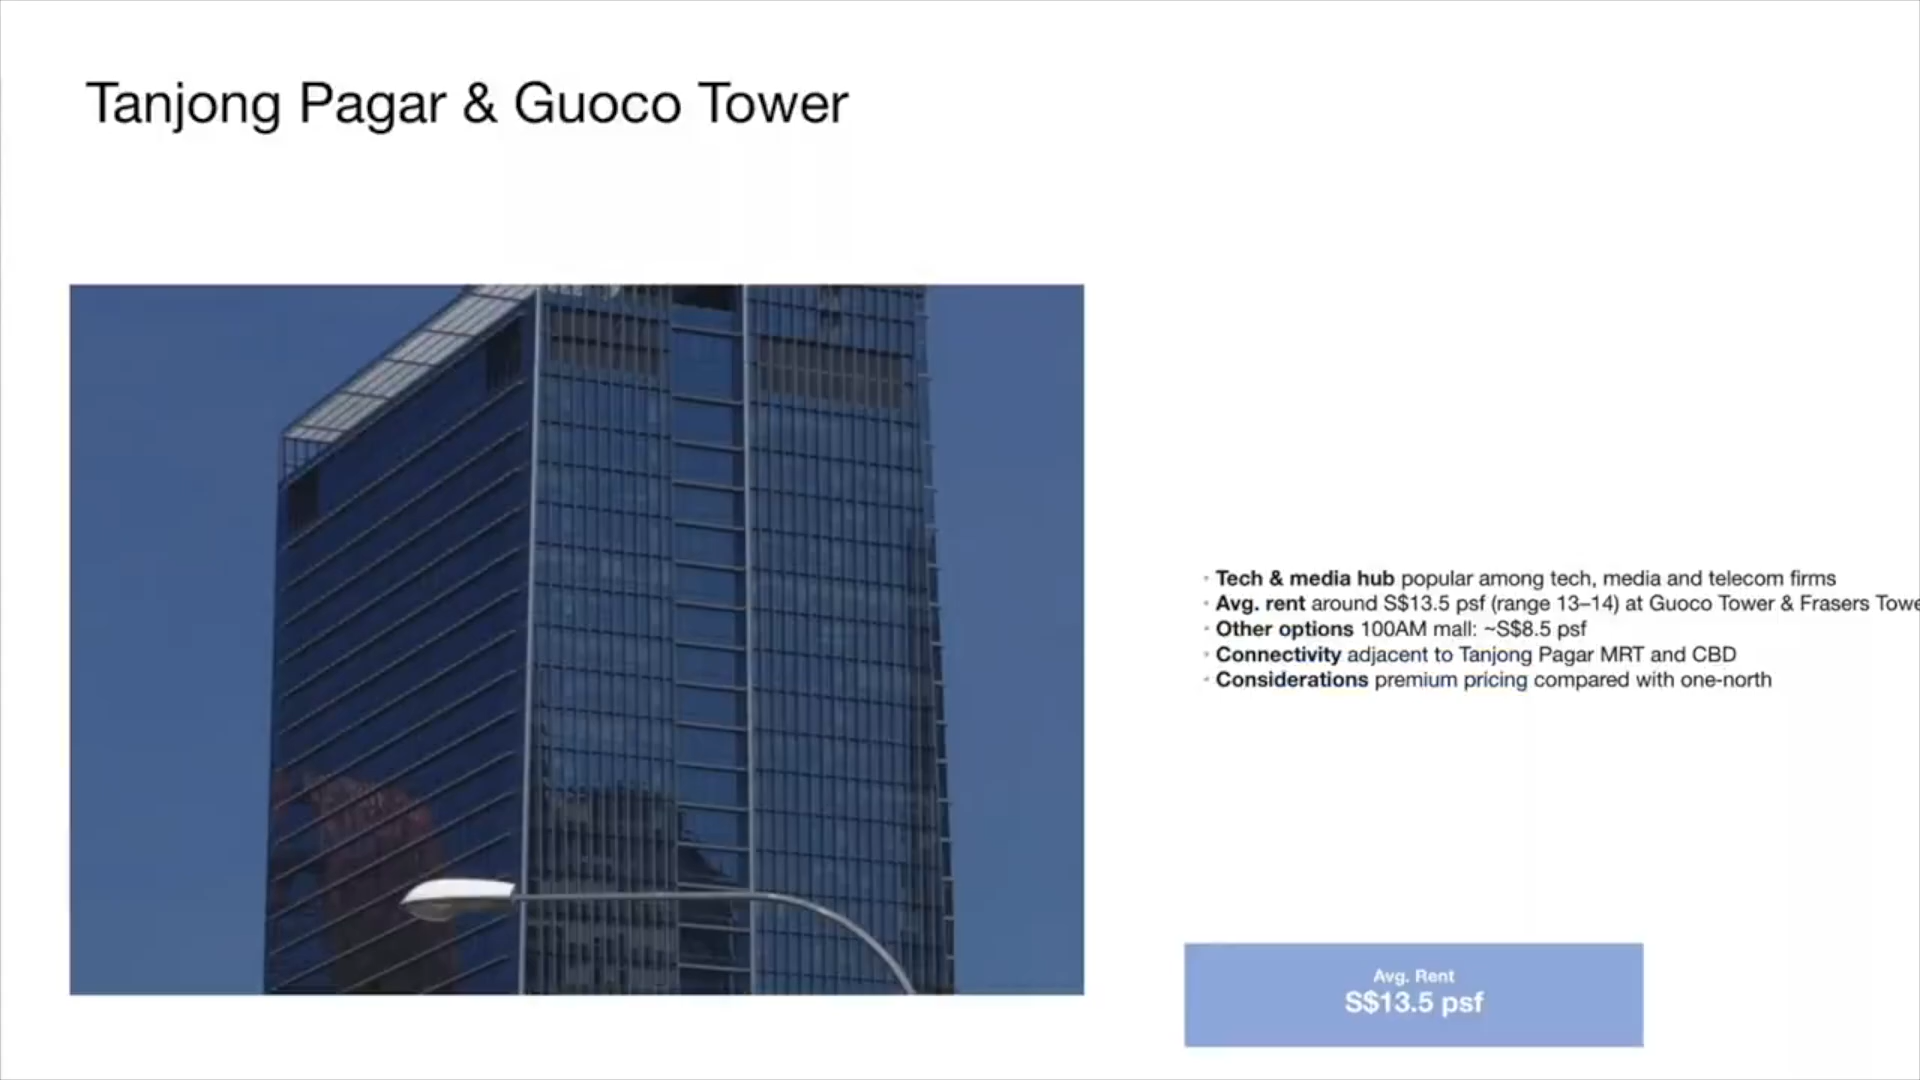 Tanjong Pagar & Guoco Tower
• Tech & media hub popular among tech, media and telecom firms
• Avg. rent around S$13.5 psf (range 13–14) at Guoco Tower & Frasers Towe
• Other options 100AM mall: ~S$8.5 psf
• Connectivity adjacent to Tanjong Pagar MRT and CBD
• Considerations premium pricing compared with one-north
Avg. Rent
S$13.5 psf